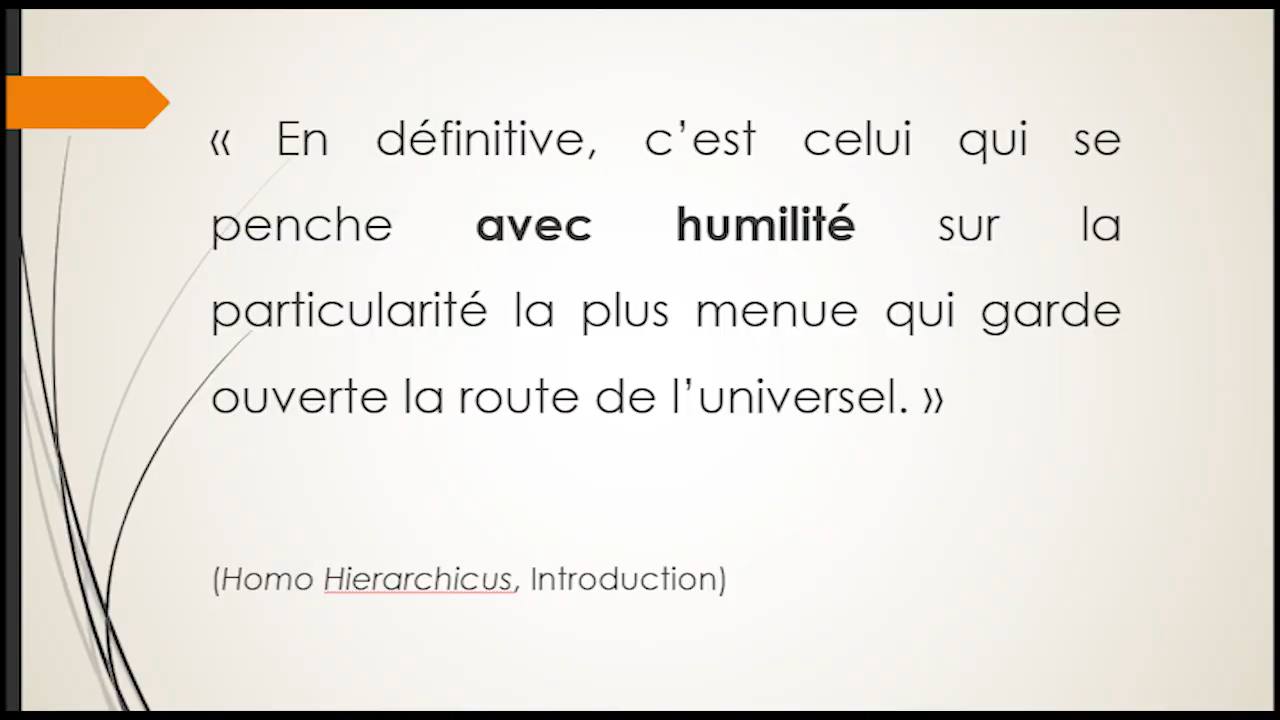 « En définitive, c’est celui qui se
penche avec humilité sur la
particularité la plus menue qui garde
ouverte la route de l’universel. »
(Homo Hierarchicus, Introduction)